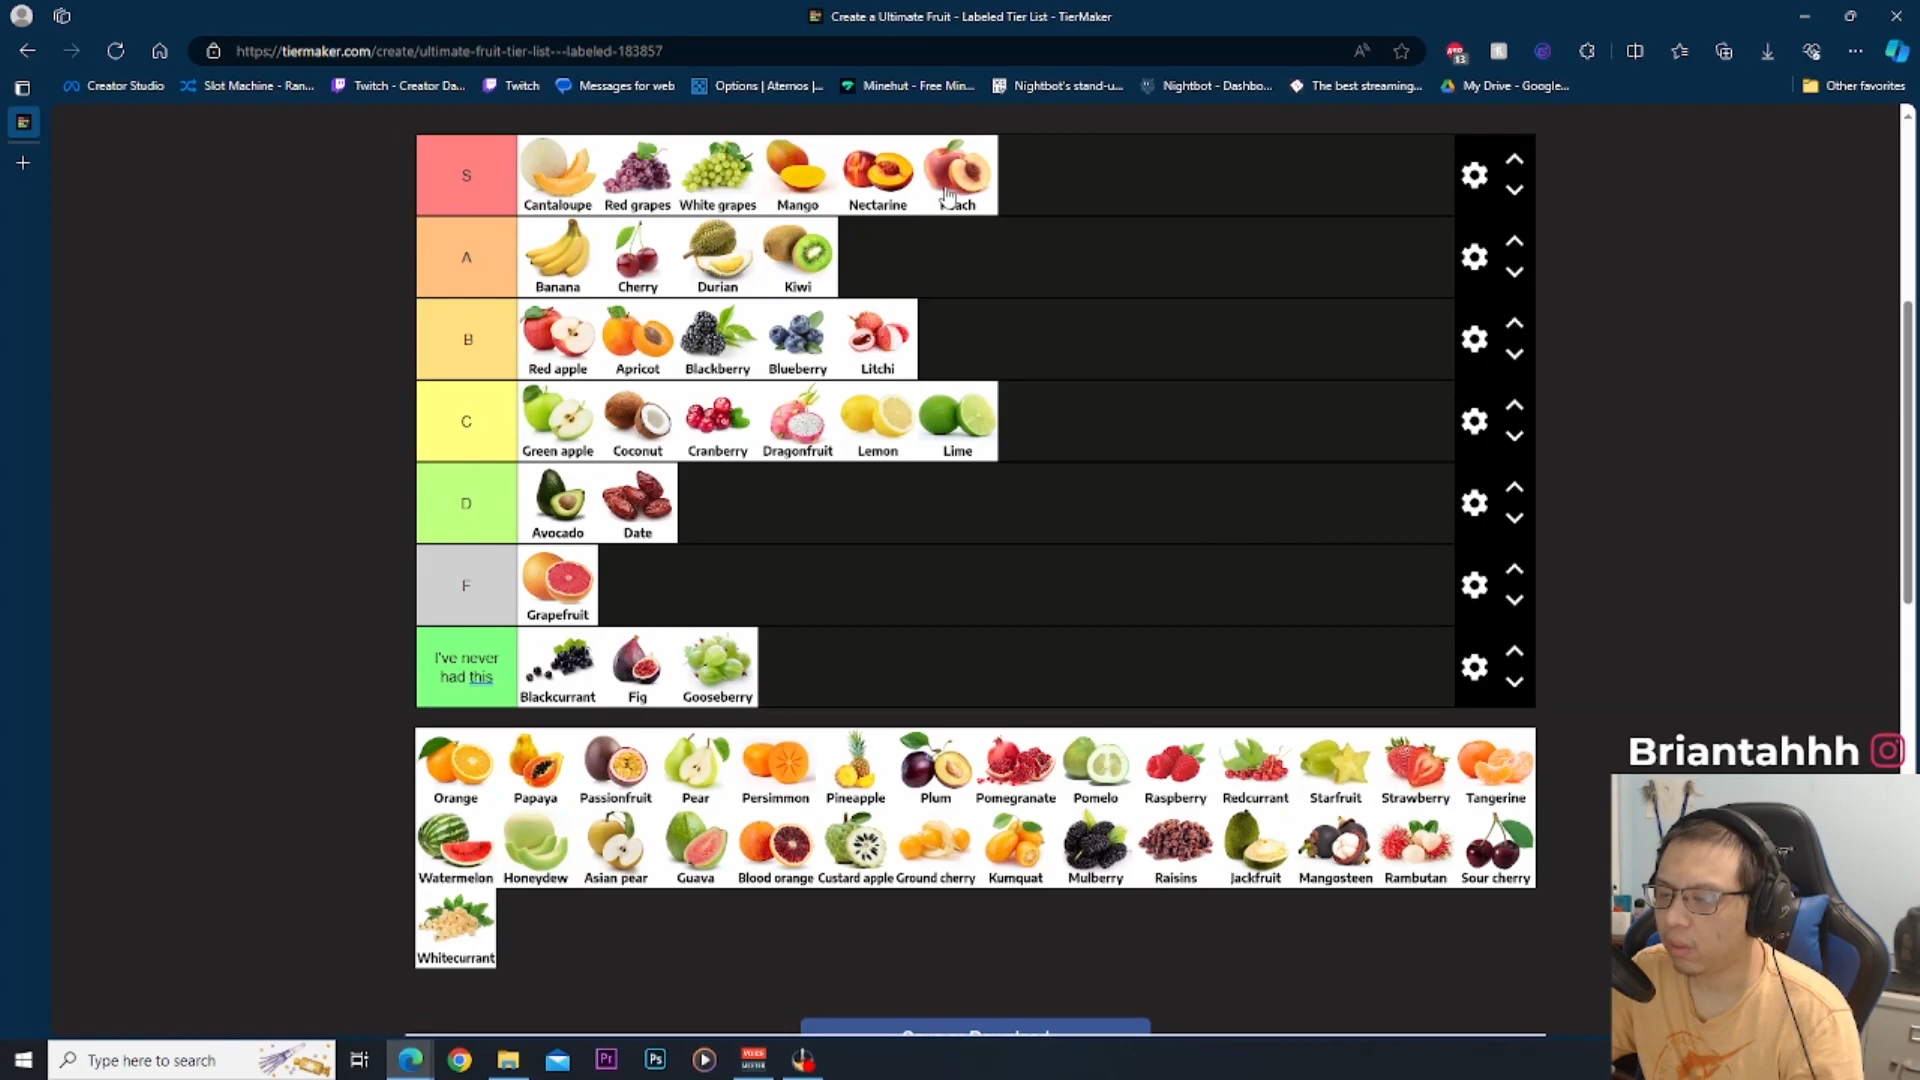 Create a Ultimate Fruit - Labeled Tier List - TierMaker
https://tiermaker.com/create/ultimate-fruit-tier-list---labeled-183857
13
Creator Studio
Slot Machine - Ran...
Twitch - Creator Da...
Twitch
Messages for web
Options | Aternos |...
Minehut - Free Min...
Nightbot's stand-u...
Nightbot - Dashbo...
The best streaming...
My Drive - Google...
Other favorites
S
Cantaloupe Red grapes White grapes Mango Nectarine
A
Banana Cherry Durian Kiwi
B
Red apple Apricot Blackberry Blueberry Litchi
C
Green apple Coconut Cranberry Dragonfruit Lemon Lime
D
Avocado Date
F
Grapefruit
I've never
had this
Blackcurrant Fig Gooseberry
Orange Papaya Passionfruit Pear Persimmon Pineapple Plum Pomegranate Pomelo Raspberry Redcurrant Starfruit Strawberry Tangerine
Watermelon Honeydew Asian pear Guava Blood orange Custard apple Ground cherry Kumquat Mulberry Raisins Jackfruit Mangosteen Rambutan Sour cherry
Whitecurrant
Briantahhh
Type here to search
Pr
Ps